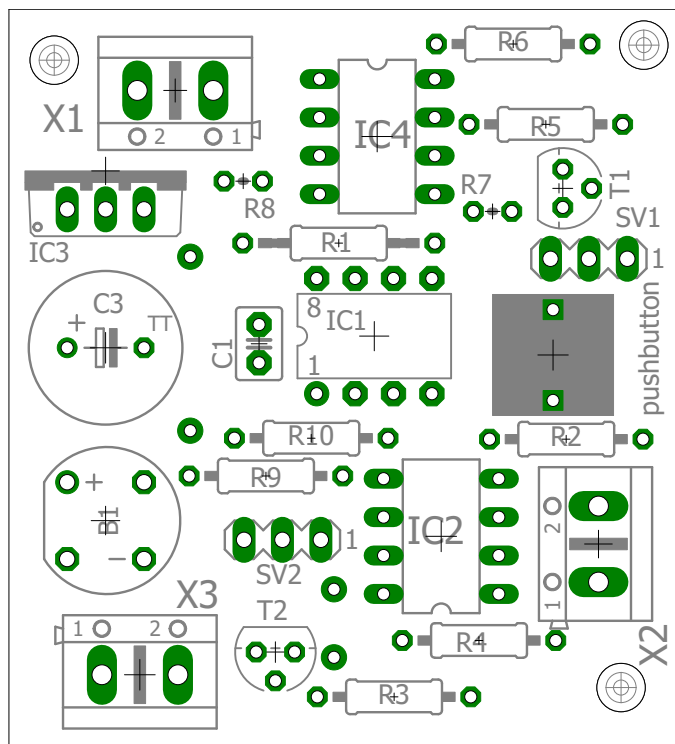 R6
X1
2
1
IC4
R5
T1
R8
R7
SV1
IC3
R1
1
C3
+
TT
8
IC1
C1
1
pushbutton
R10
R2
R9
+
B1
−
IC2
2
1
SV2
1
X3
T2
1
2
R4
X2
R3